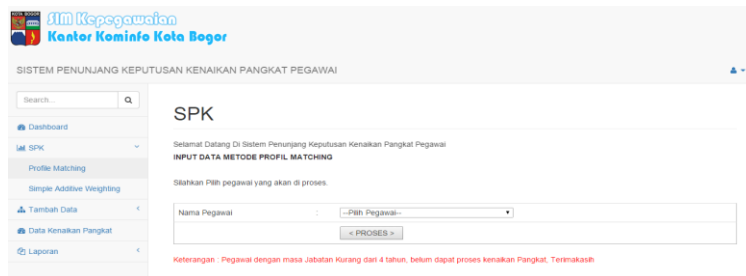 KOTA BOGOR
SIM Kepegawaian
Kantor Kominfo Kota Bogor
SISTEM PENUNJANG KEPUTUSAN KENAIKAN PANGKAT PEGAWAI
Search...
Dashboard
SPK
Profile Matching
Simple Additive Weighting
Tambah Data
Data Kenaikan Pangkat
Laporan
SPK
Selamat Datang Di Sistem Penunjang Keputusan Kenaikan Pangkat Pegawai
INPUT DATA METODE PROFIL MATCHING
Silahkan Pilih pegawai yang akan di proses.
Nama Pegawai : --Pilih Pegawai--
< PROSES >
Keterangan : Pegawai dengan masa Jabatan Kurang dari 4 tahun, belum dapat proses kenaikan Pangkat, Terimakasih